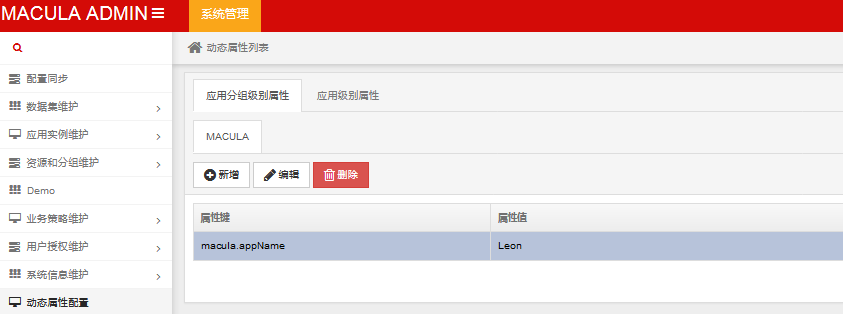 MACULA ADMIN
系统管理
动态属性列表
配置同步
数据集维护
应用实例维护
资源和分组维护
Demo
业务策略维护
用户授权维护
系统信息维护
动态属性配置
应用分组级别属性 应用级别属性
MACULA
新增 编辑 删除
属性键 属性值
macula.appName Leon